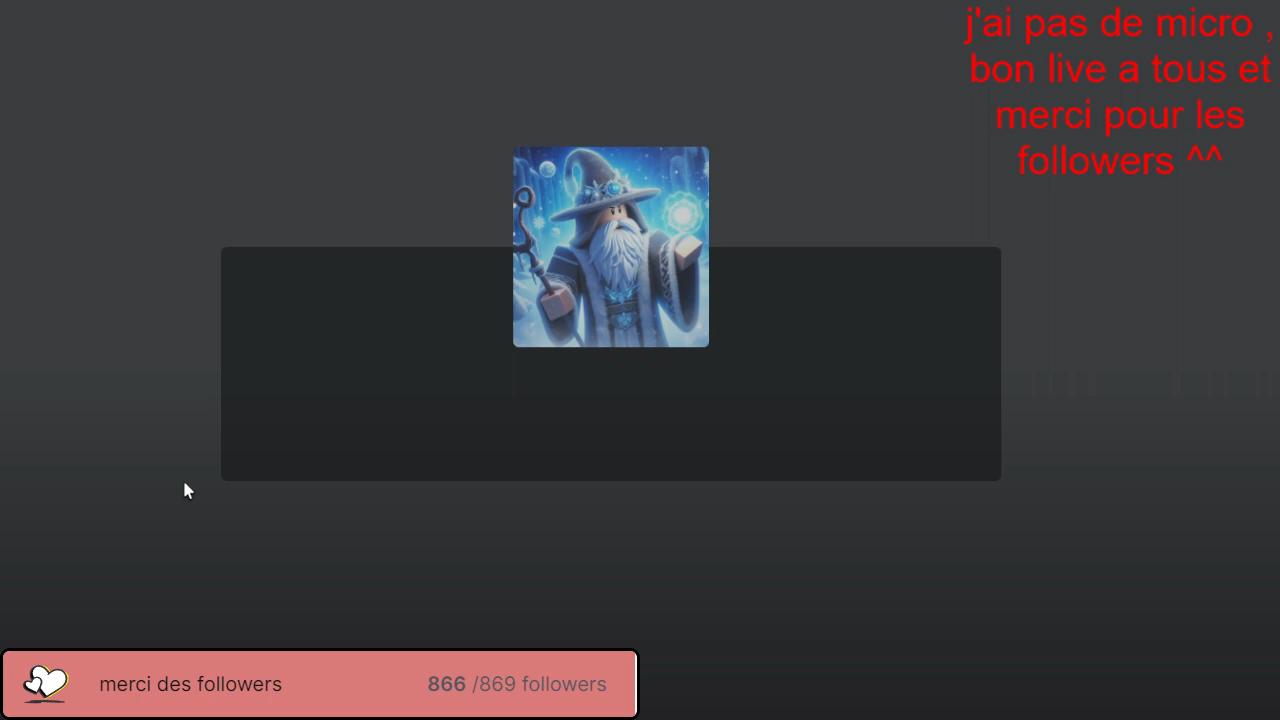 j'ai pas de micro ,
bon live a tous et
merci pour les
followers ^^
merci des followers 866 /869 followers